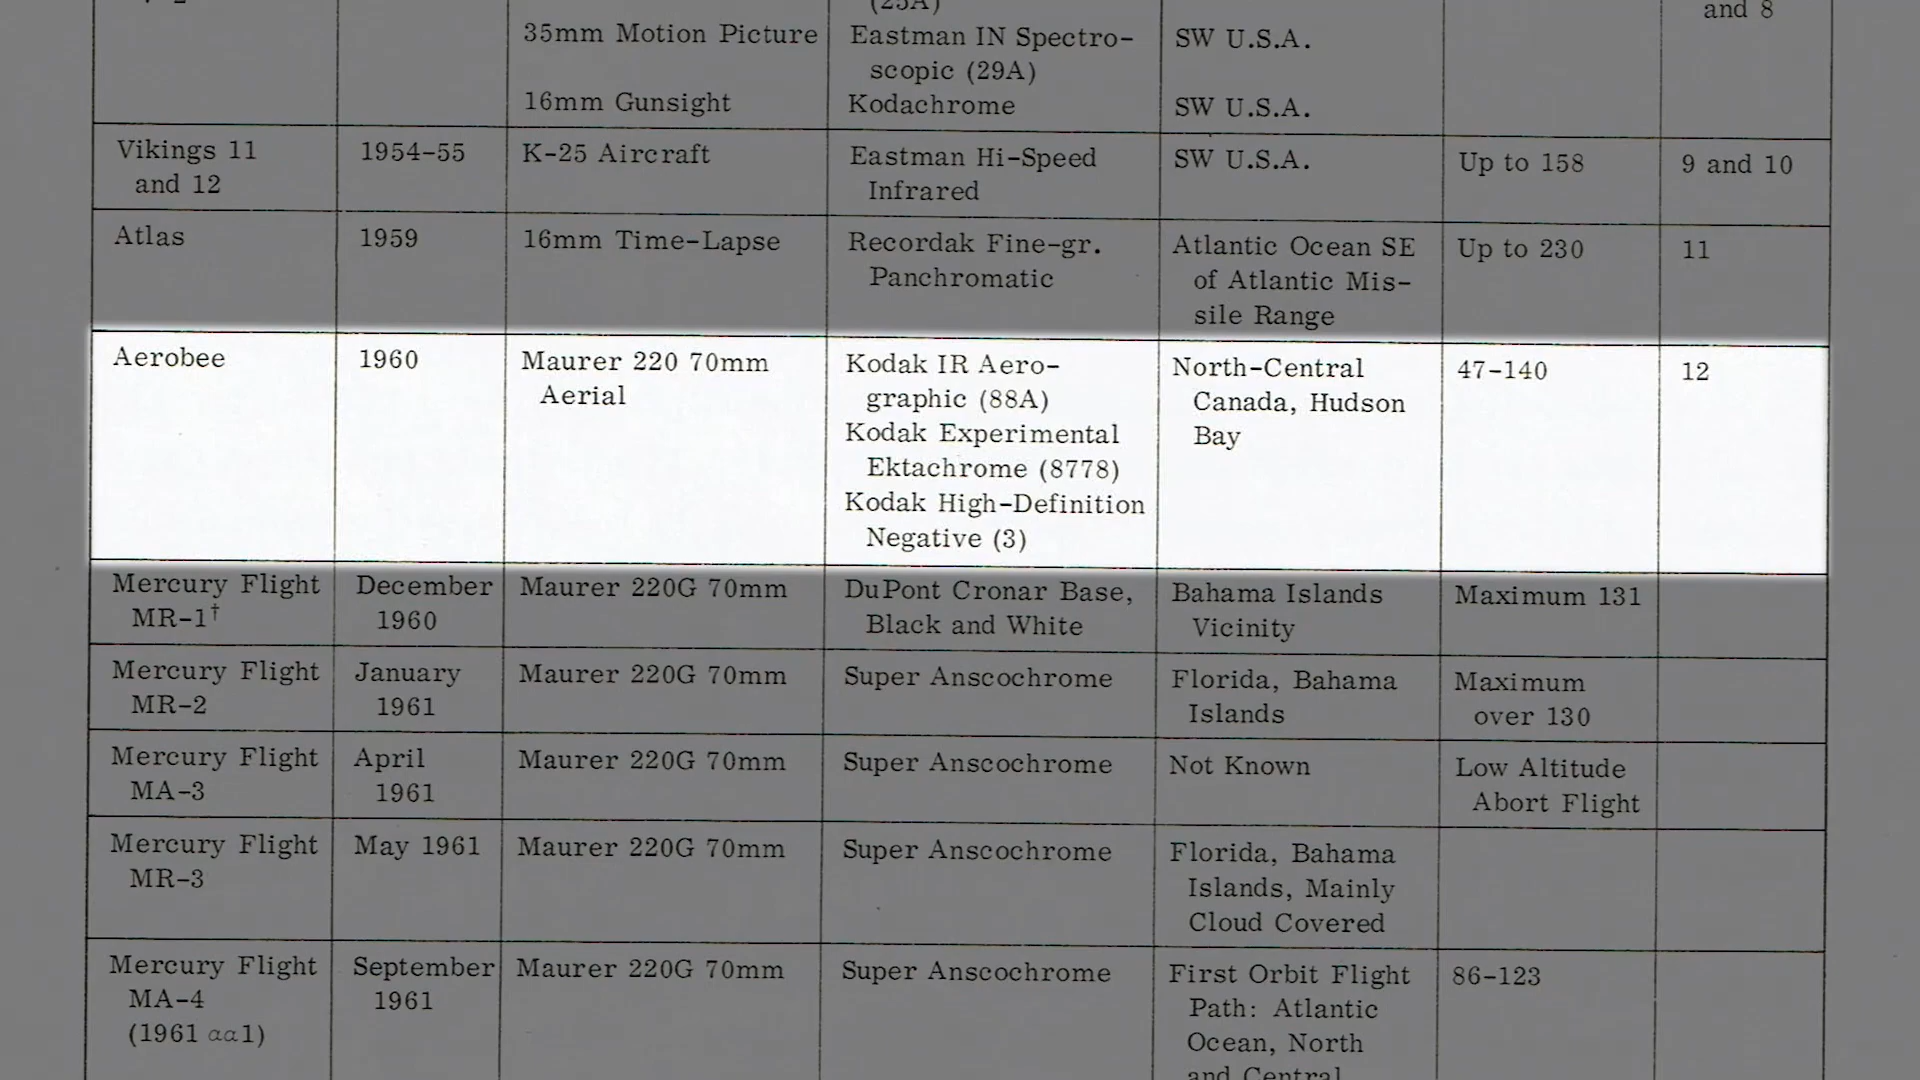 (25A)
and 8
35mm Motion Picture
Eastman IN Spectro-
scopic (29A)
SW U.S.A.
16mm Gunsight
Kodachrome
SW U.S.A.
Vikings 11
and 12
1954-55
K-25 Aircraft
Eastman Hi-Speed
Infrared
SW U.S.A.
Up to 158
9 and 10
Atlas
1959
16mm Time-Lapse
Recordak Fine-gr.
Panchromatic
Atlantic Ocean SE
of Atlantic Mis-
sile Range
Up to 230
11
Aerobee
1960
Maurer 220 70mm
Aerial
Kodak IR Aero-
graphic (88A)
Kodak Experimental
Ektachrome (8778)
Kodak High-Definition
Negative (3)
North-Central
Canada, Hudson
Bay
47-140
12
Mercury Flight
MR-1†
December
1960
Maurer 220G 70mm
DuPont Cronar Base,
Black and White
Bahama Islands
Vicinity
Maximum 131
Mercury Flight
MR-2
January
1961
Maurer 220G 70mm
Super Anscochrome
Florida, Bahama
Islands
Maximum
over 130
Mercury Flight
MA-3
April
1961
Maurer 220G 70mm
Super Anscochrome
Not Known
Low Altitude
Abort Flight
Mercury Flight
MR-3
May 1961
Maurer 220G 70mm
Super Anscochrome
Florida, Bahama
Islands, Mainly
Cloud Covered
Mercury Flight
MA-4
(1961 αα1)
September
1961
Maurer 220G 70mm
Super Anscochrome
First Orbit Flight
Path: Atlantic
Ocean, North
and Central
86-123